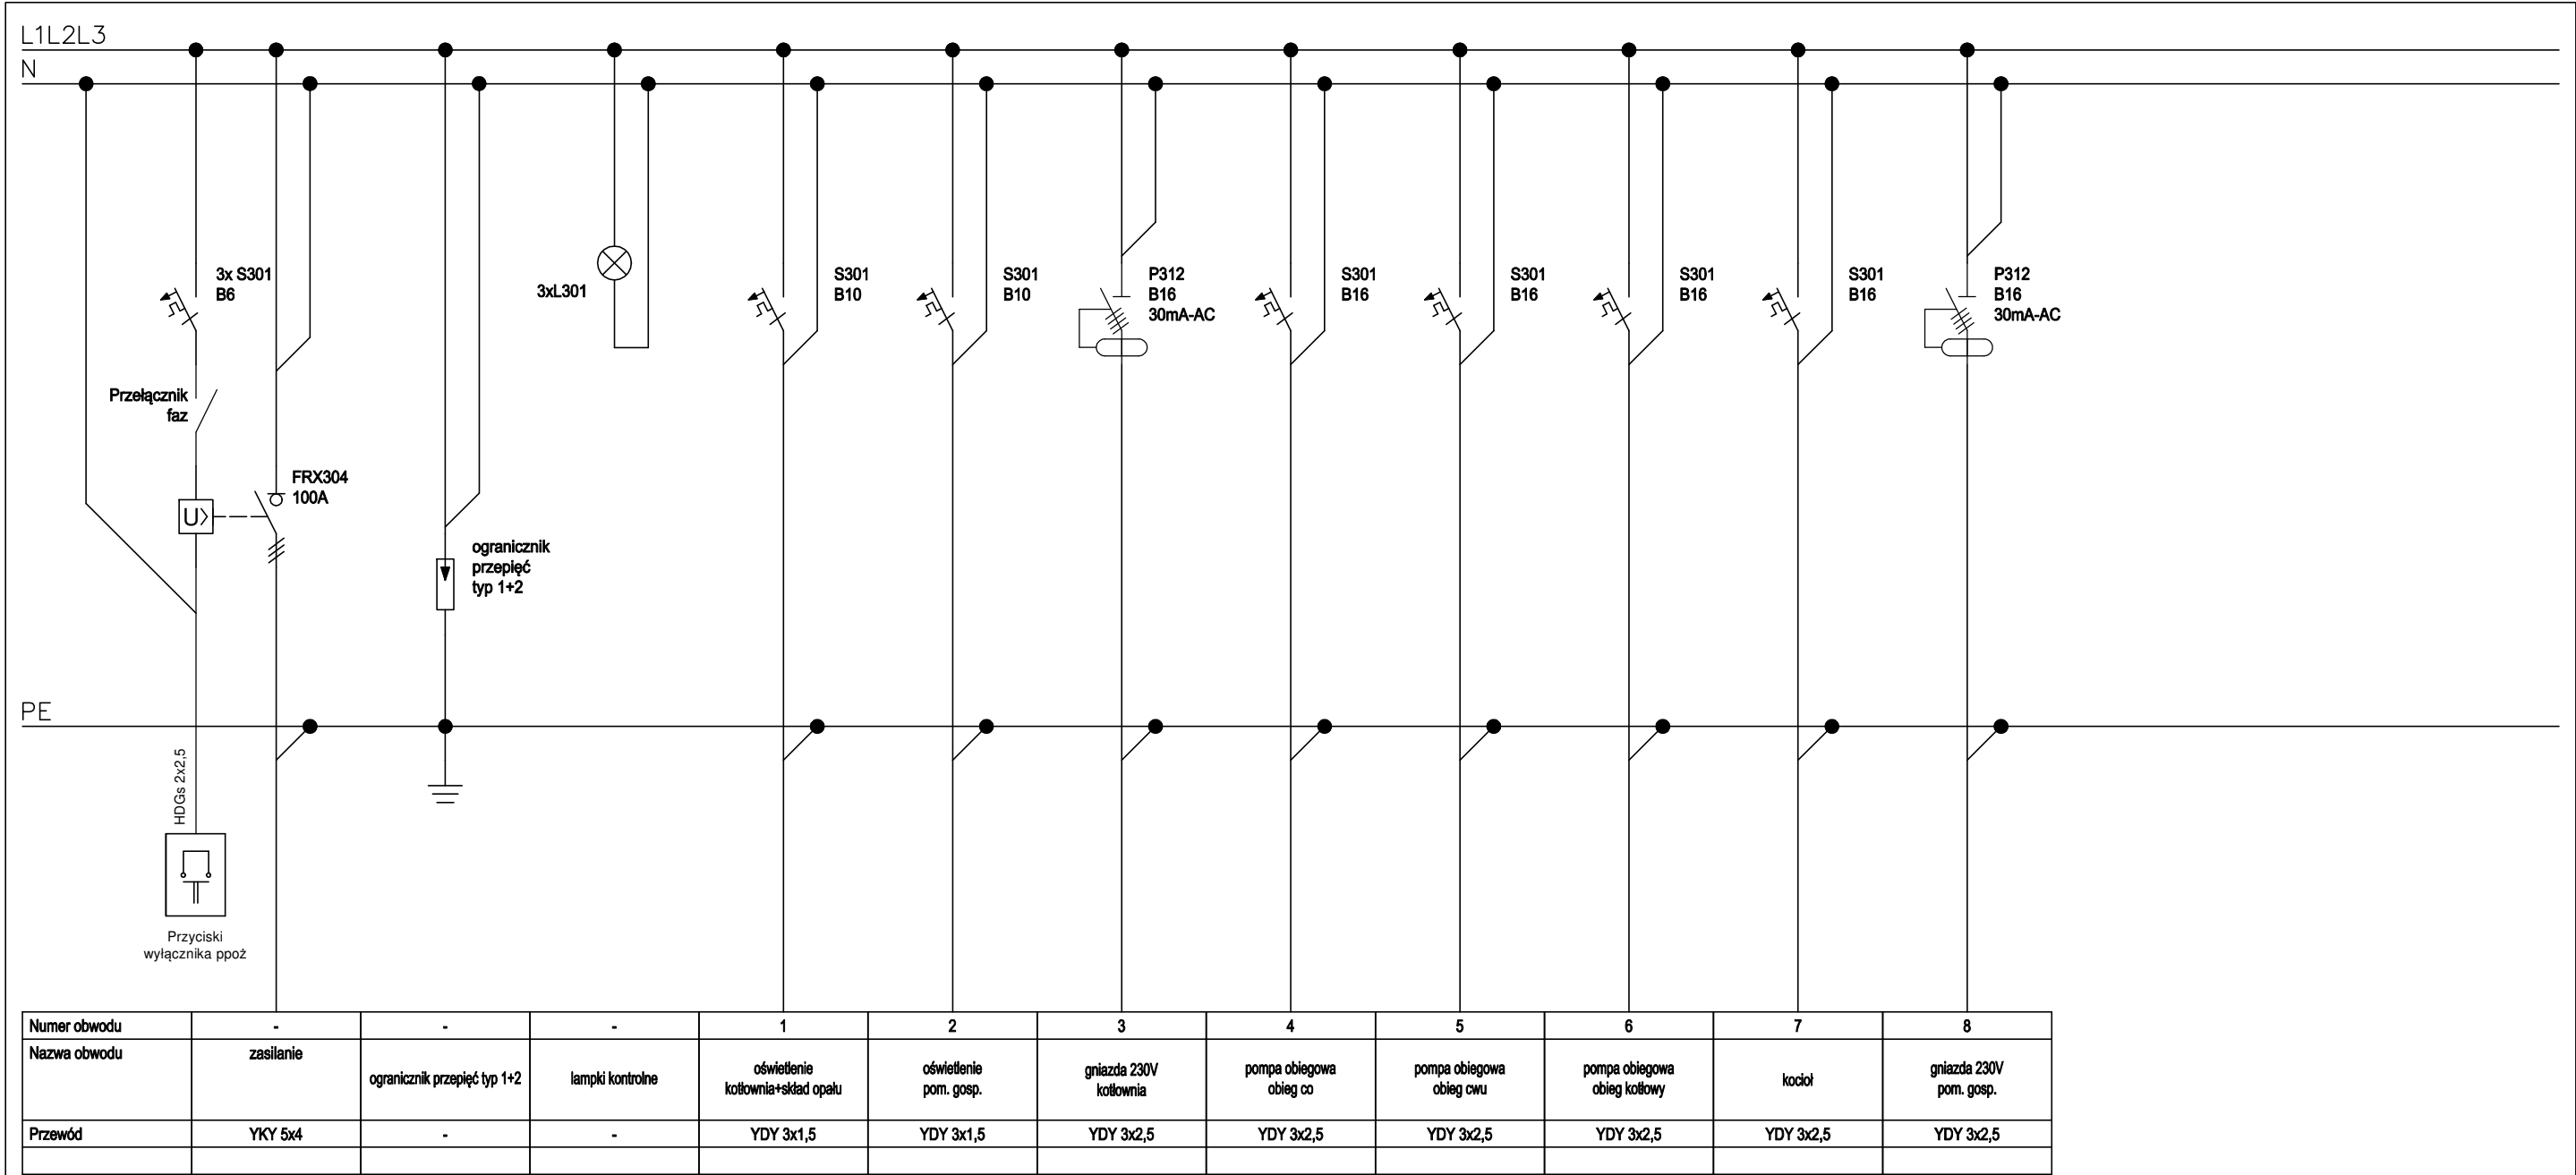 L1L2L3
N
3x S301
B6
Przełącznik
faz
U>
FRX304
100A
ogranicznik
przepięć
typ 1+2
3xL301
S301
B10
S301
B10
P312
B16
30mA-AC
S301
B16
S301
B16
S301
B16
S301
B16
P312
B16
30mA-AC
PE
HDGs 2x2,5
Przyciski
wyłącznika ppoż
Numer obwodu - - - 1 2 3 4 5 6 7 8
Nazwa obwodu
zasilanie
ogranicznik przepięć typ 1+2
lampki kontrolne
oświetlenie
kotłownia+skład opału
oświetlenie
pom. gosp.
gniazda 230V
kotłownia
pompa obiegowa
obieg co
pompa obiegowa
obieg cwu
pompa obiegowa
obieg kotłowy
kocioł
gniazda 230V
pom. gosp.
Przewód YKY 5x4 - - YDY 3x1,5 YDY 3x1,5 YDY 3x2,5 YDY 3x2,5 YDY 3x2,5 YDY 3x2,5 YDY 3x2,5 YDY 3x2,5